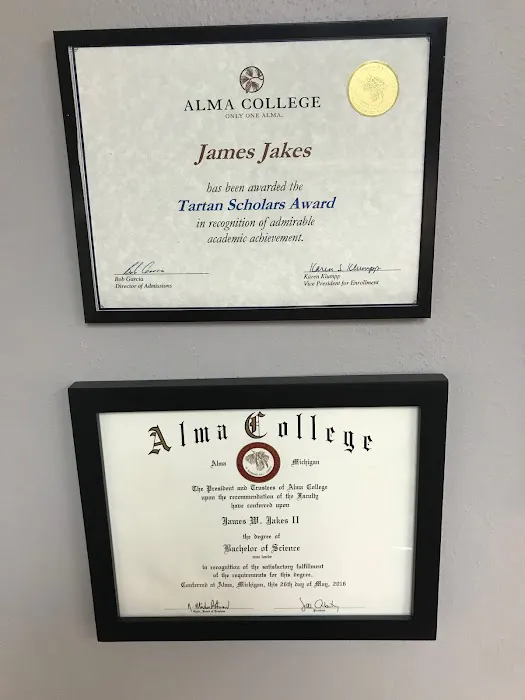 ALMA COLLEGE
ONLY ONE ALMA.
James Jakes
has been awarded the
Tartan Scholars Award
in recognition of admirable
academic achievement.
Bob Garcia
Director of Admissions
Karen S. Klumpp
Karen Klumpp
Vice President for Enrollment
Alma College
Alma Michigan
The President and Trustees of Alma College
upon the recommendation of the Faculty
have conferred upon
James W. Jakes II
the degree of
Bachelor of Science
in recognition of the satisfactory fulfillment
of the requirements for this degree.
Conferred at Alma, Michigan, this 26th day of May, 2016